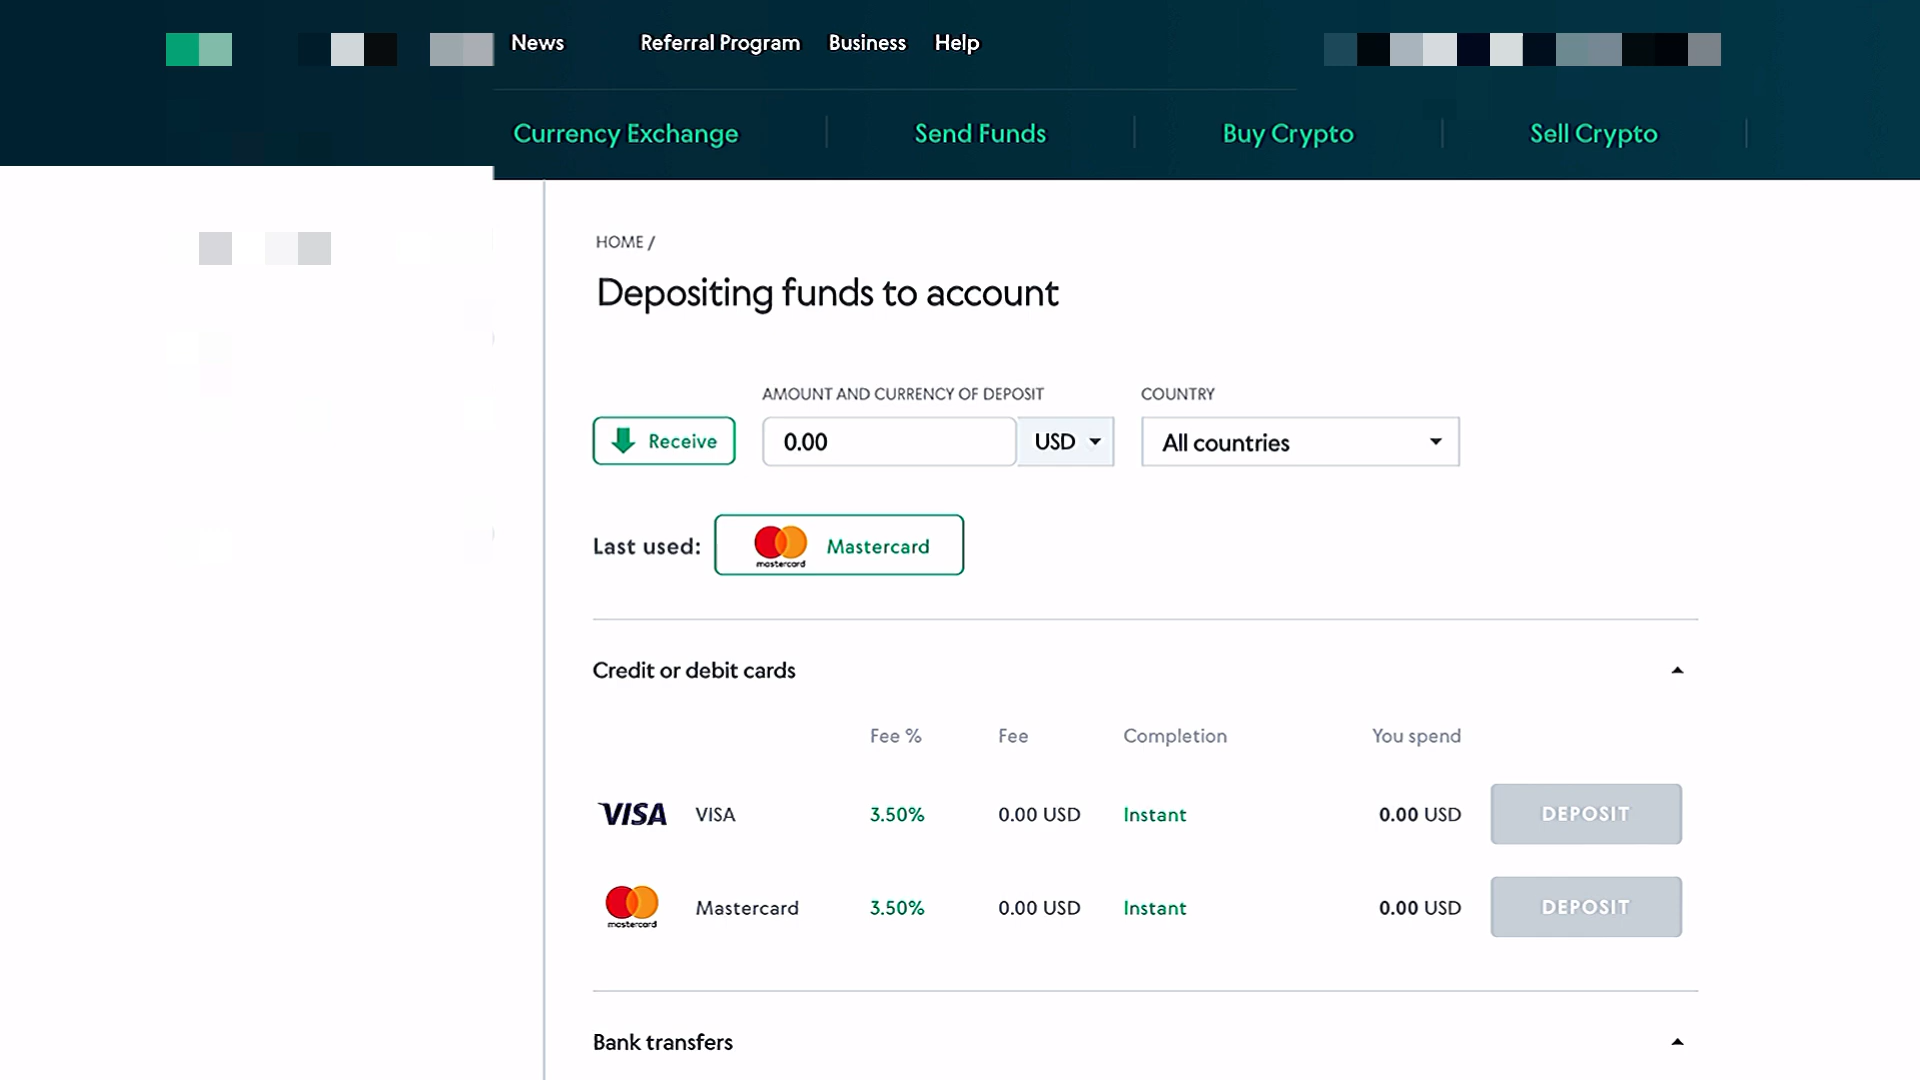 News Referral Program Business Help
Currency Exchange Send Funds Buy Crypto Sell Crypto
HOME /
Depositing funds to account
AMOUNT AND CURRENCY OF DEPOSIT COUNTRY
Receive 0.00 USD All countries
Last used: mastercard Mastercard
Credit or debit cards
Fee % Fee Completion You spend
VISA VISA 3.50% 0.00 USD Instant 0.00 USD DEPOSIT
mastercard Mastercard 3.50% 0.00 USD Instant 0.00 USD DEPOSIT
Bank transfers